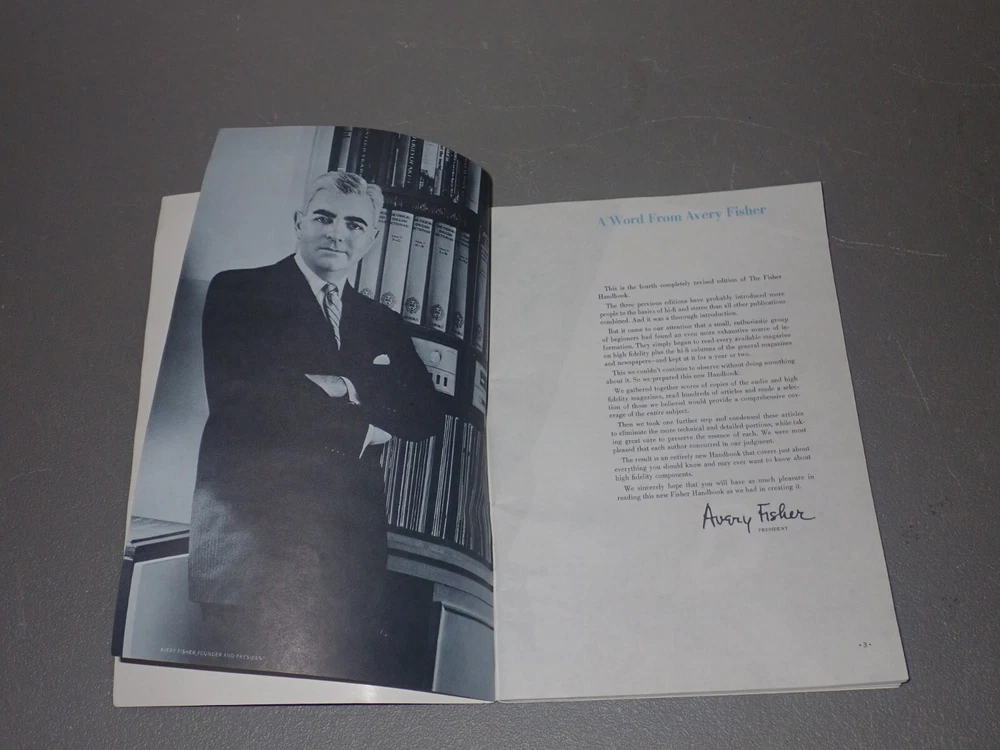 AVERY FISHER, FOUNDER AND PRESIDENT
A Word From Avery Fisher
This is the fourth completely revised edition of The Fisher
Handbook.
The three previous editions have probably introduced more
people to the basics of hi-fi and stereo than all other publications
combined. And it was a thorough introduction.
But it came to our attention that a small, enthusiastic group
of beginners had found an even more exhaustive source of in-
formation. They simply began to read every available magazine
on high fidelity plus the hi-fi columns of the general magazines
and newspapers—and kept at it for a year or two.
This we couldn't continue to observe without doing something
about it. So we prepared this new Handbook.
We gathered together scores of copies of the audio and high
fidelity magazines, read hundreds of articles and made a selec-
tion of those we believed would provide a comprehensive cov-
erage of the entire subject.
Then we took one further step and condensed these articles
to eliminate the more technical and detailed portions, while tak-
ing great care to preserve the essence of each. We were most
pleased that each author concurred in our judgment.
The result is an entirely new Handbook that covers just about
everything you should know and may ever want to know about
high fidelity components.
We sincerely hope that you will have as much pleasure in
reading this new Fisher Handbook as we had in creating it.
Avery Fisher
PRESIDENT
•3•